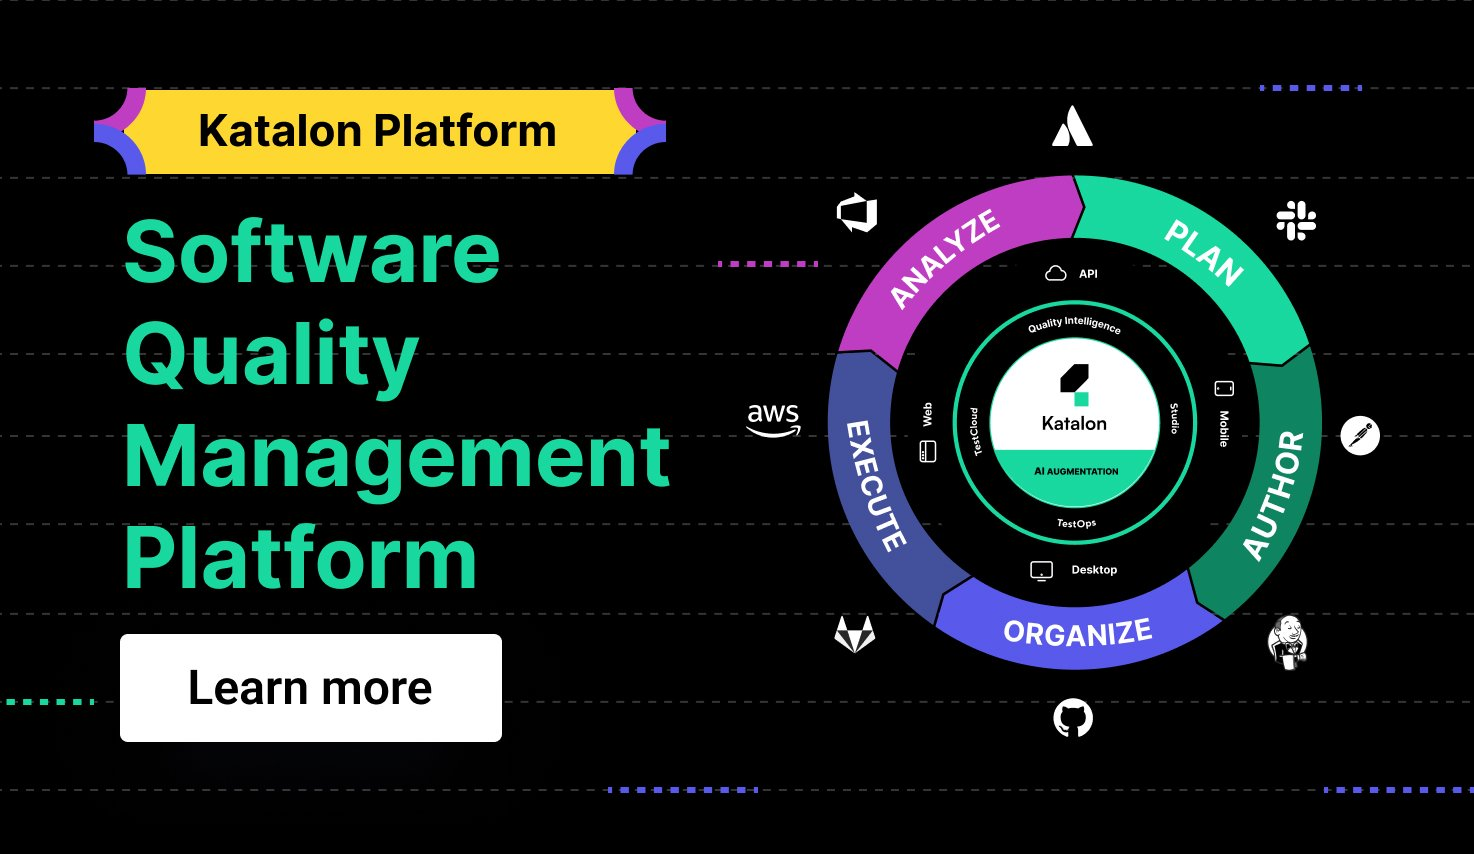 Katalon Platform
Software
Quality
Management
Platform
Learn more
ANALYZE
PLAN
API
Quality Intelligence
Katalon
AI AUGMENTATION
Web
TestCloud
Studio
Mobile
TestOps
Desktop
EXECUTE
AUTHOR
ORGANIZE
aws